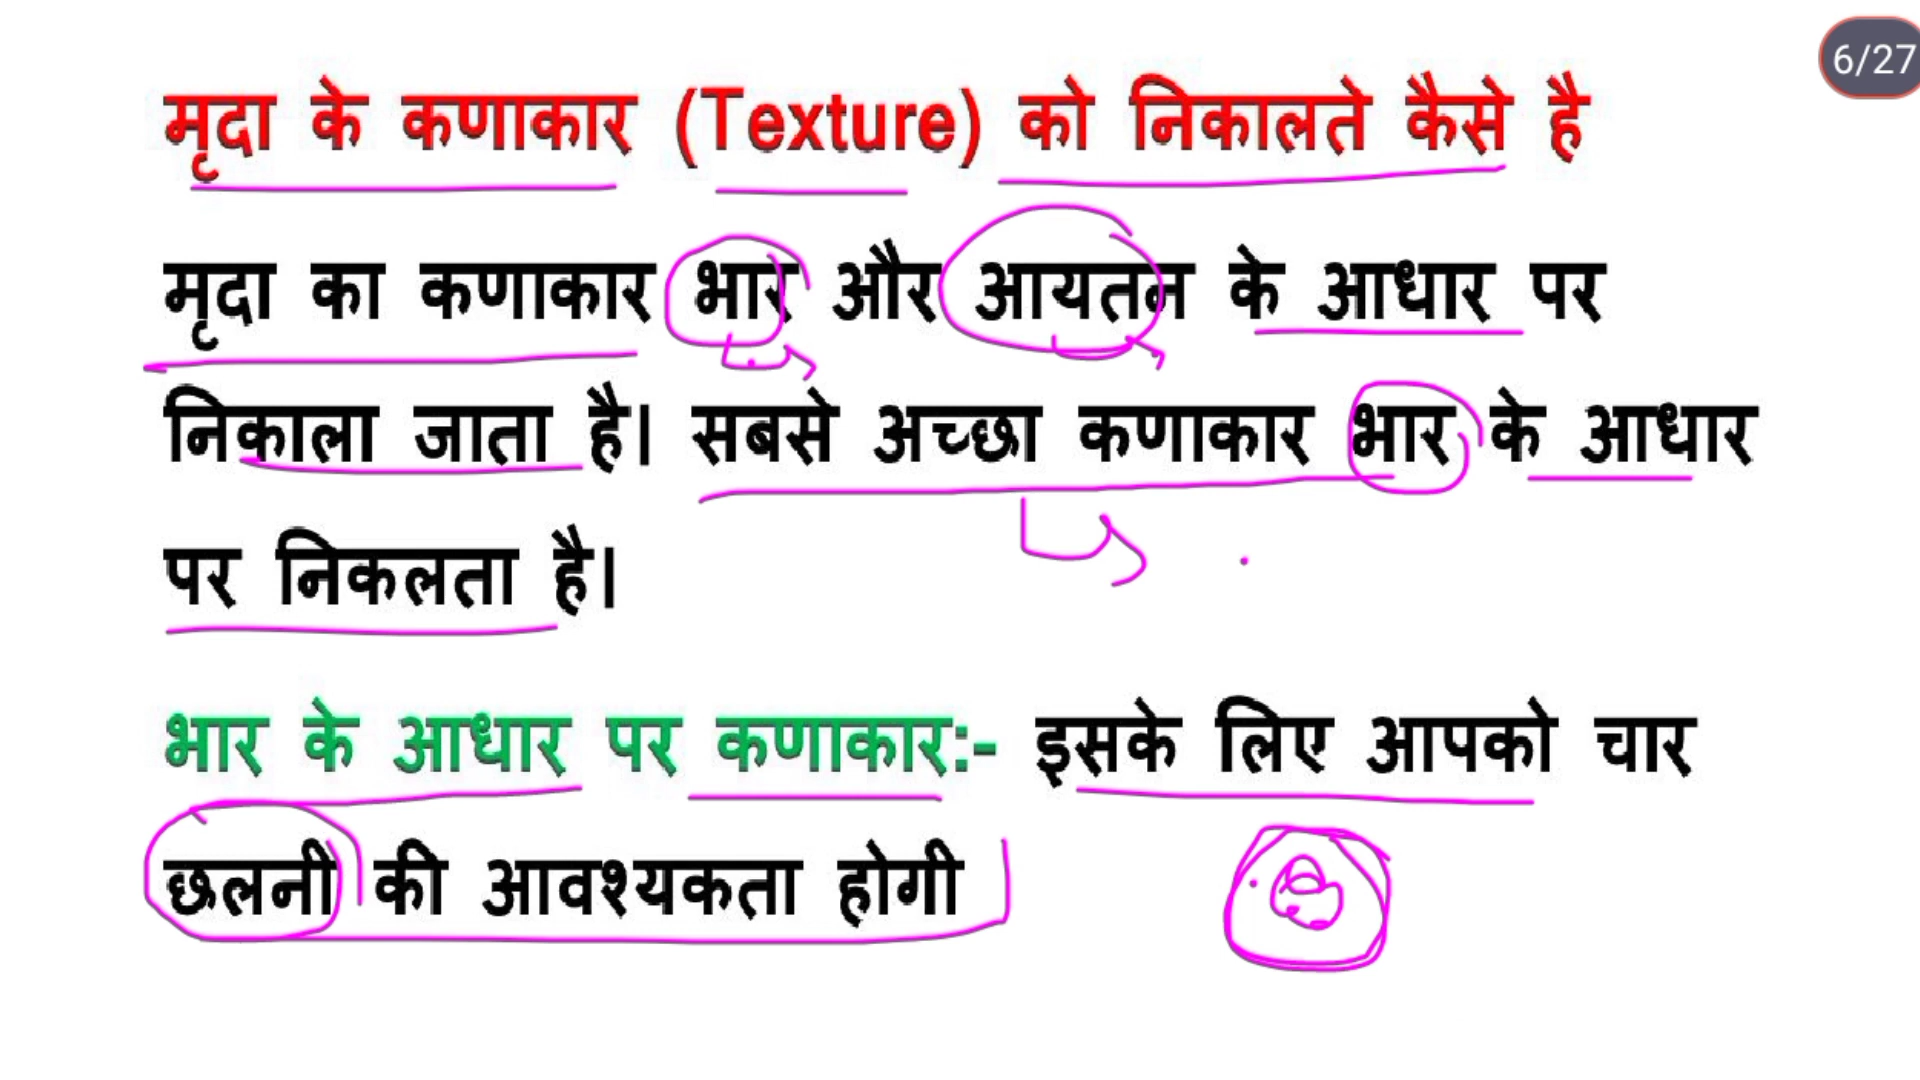 6/27
मृदा के कणाकार (Texture) को निकालते कैसे है
मृदा का कणाकार भार और आयतन के आधार पर
निकाला जाता है। सबसे अच्छा कणाकार भार के आधार
पर निकलता है।
भार के आधार पर कणाकार:- इसके लिए आपको चार
छलनी की आवश्यकता होगी